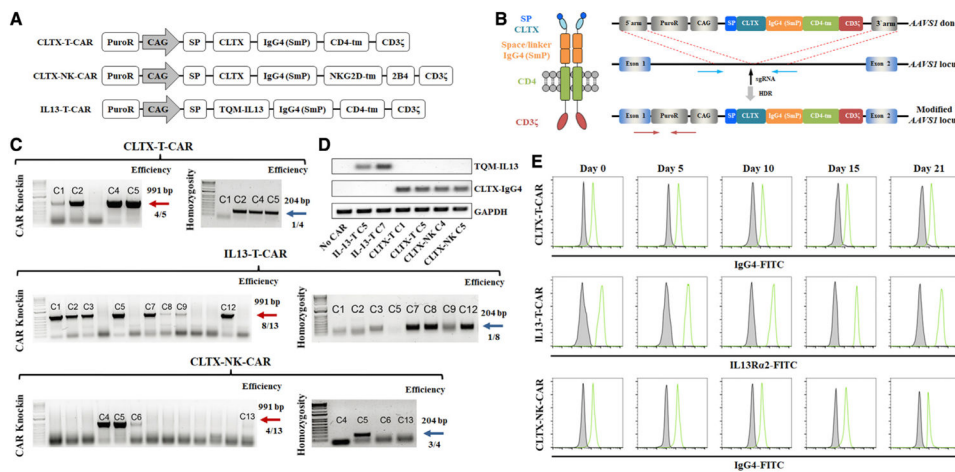 A
CLTX-T-CAR PuroR CAG SP CLTX IgG4 (SmP) CD4-tm CD3ζ
CLTX-NK-CAR PuroR CAG SP CLTX IgG4 (SmP) NKG2D-tm 2B4 CD3ζ
IL13-T-CAR PuroR CAG SP TQM-IL13 IgG4 (SmP) CD4-tm CD3ζ
B
SP
CLTX
Space/linker
IgG4 (SmP)
CD4
CD3ζ
5' arm PuroR CAG SP CLTX IgG4 (SmP) CD4-tm CD3ζ 3' arm
AAVS1 don
Exon 1 Exon 2 AAVS1 locu
sgRNA
HDR
Modified
Exon 1 PuroR CAG SP CLTX IgG4 (SmP) CD4-tm CD3ζ Exon 2 AAVS1 locu
C
CLTX-T-CAR
Efficiency
CAR Knockin
C1 C2 C4 C5
991 bp
4/5
Homozygosity
C1 C2 C4 C5
Efficiency
204 bp
1/4
IL13-T-CAR
Efficiency
CAR Knockin
C1 C2 C3 C5 C7 C8 C9 C12
991 bp
8/13
Homozygosity
C1 C2 C3 C5 C7 C8 C9 C12
Efficiency
204 bp
1/8
CLTX-NK-CAR
Efficiency
CAR Knockin
C4 C5 C6 C13
991 bp
4/13
Homozygosity
C4 C5 C6 C13
Efficiency
204 bp
3/4
D
TQM-IL13
CLTX-IgG4
GAPDH
No CAR
IL-13-T C5
IL-13-T C7
CLTX-T C1
CLTX-T C5
CLTX-NK C4
CLTX-NK C5
E
Day 0 Day 5 Day 10 Day 15 Day 21
CLTX-T-CAR
IgG4-FITC
IL13-T-CAR
IL13Rα2-FITC
CLTX-NK-CAR
IgG4-FITC